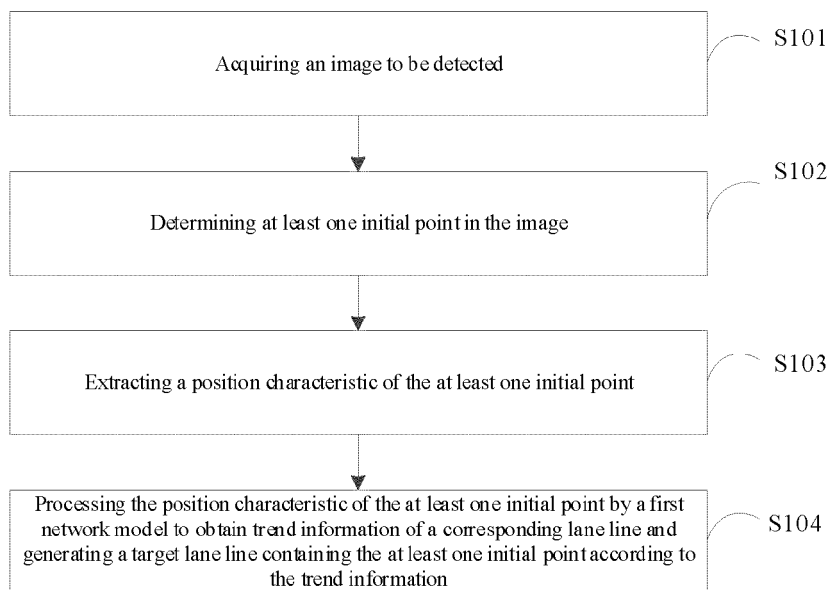 Acquiring an image to be detected
S101
Determining at least one initial point in the image
S102
Extracting a position characteristic of the at least one initial point
S103
Processing the position characteristic of the at least one initial point by a first
network model to obtain trend information of a corresponding lane line and
generating a target lane line containing the at least one initial point according to
the trend information
S104